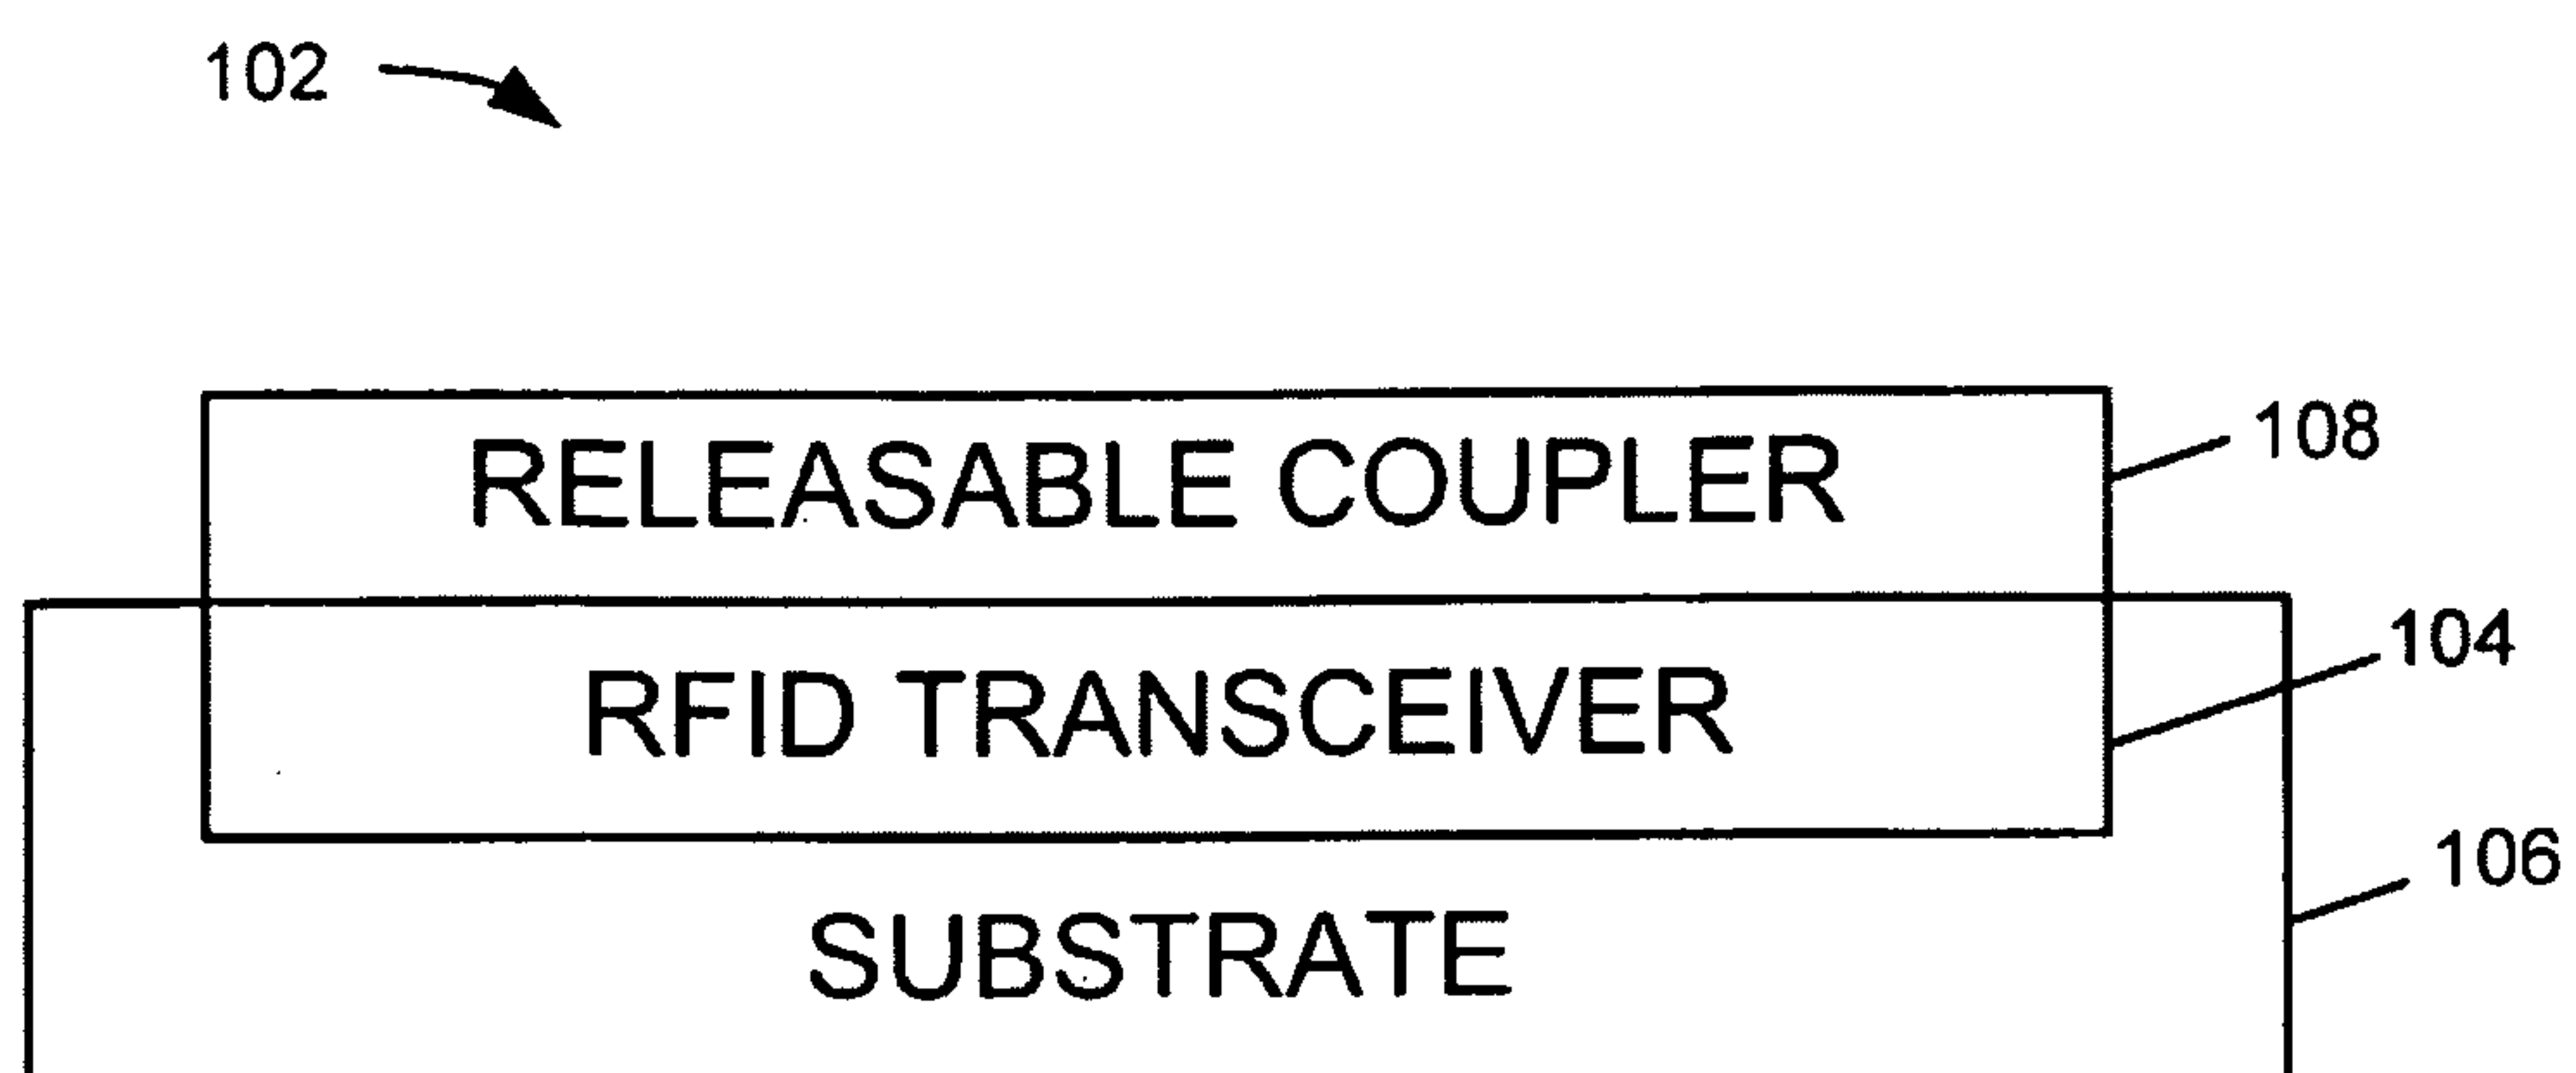 102
RELEASABLE COUPLER
108
RFID TRANSCEIVER
104
SUBSTRATE
106